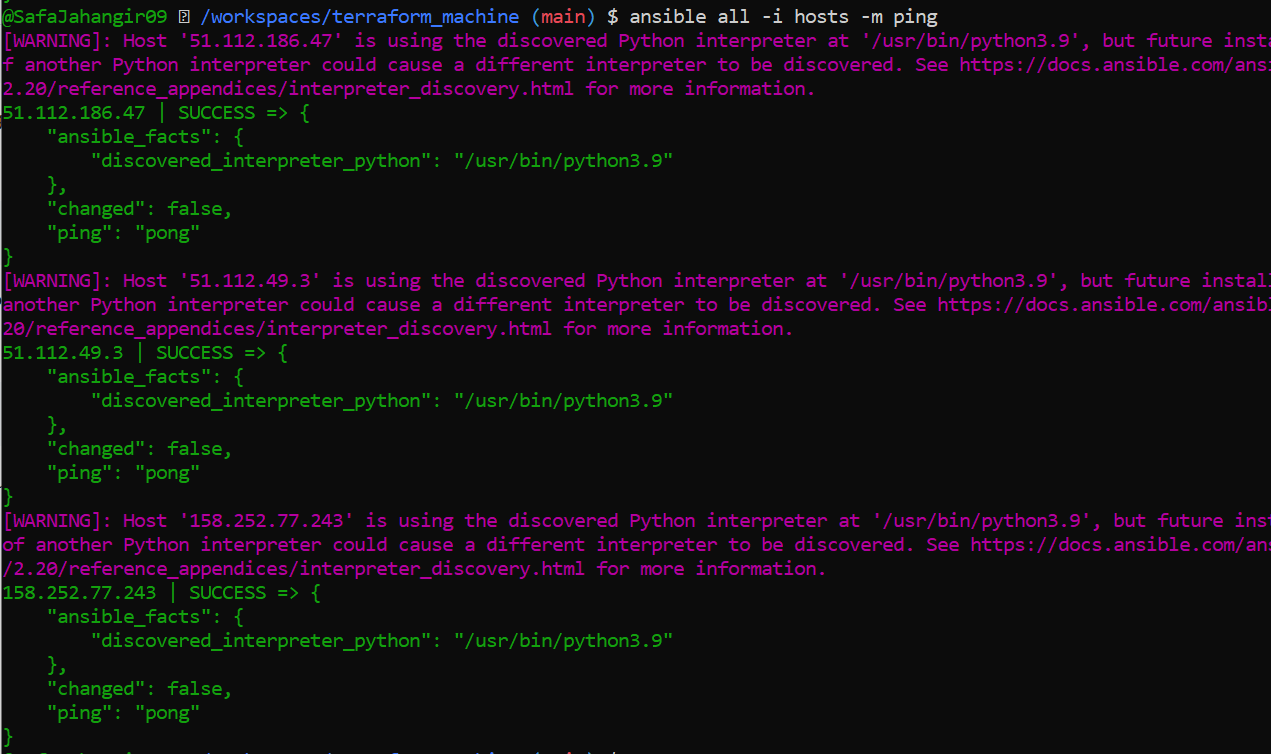 @SafaJahangir09 /workspaces/terraform_machine (main) $ ansible all -i hosts -m ping
[WARNING]: Host '51.112.186.47' is using the discovered Python interpreter at '/usr/bin/python3.9', but future insta
f another Python interpreter could cause a different interpreter to be discovered. See https://docs.ansible.com/ansi
2.20/reference_appendices/interpreter_discovery.html for more information.
51.112.186.47 | SUCCESS => {
    "ansible_facts": {
        "discovered_interpreter_python": "/usr/bin/python3.9"
    },
    "changed": false,
    "ping": "pong"
}
[WARNING]: Host '51.112.49.3' is using the discovered Python interpreter at '/usr/bin/python3.9', but future install
another Python interpreter could cause a different interpreter to be discovered. See https://docs.ansible.com/ansibl
20/reference_appendices/interpreter_discovery.html for more information.
51.112.49.3 | SUCCESS => {
    "ansible_facts": {
        "discovered_interpreter_python": "/usr/bin/python3.9"
    },
    "changed": false,
    "ping": "pong"
}
[WARNING]: Host '158.252.77.243' is using the discovered Python interpreter at '/usr/bin/python3.9', but future inst
of another Python interpreter could cause a different interpreter to be discovered. See https://docs.ansible.com/ans
/2.20/reference_appendices/interpreter_discovery.html for more information.
158.252.77.243 | SUCCESS => {
    "ansible_facts": {
        "discovered_interpreter_python": "/usr/bin/python3.9"
    },
    "changed": false,
    "ping": "pong"
}